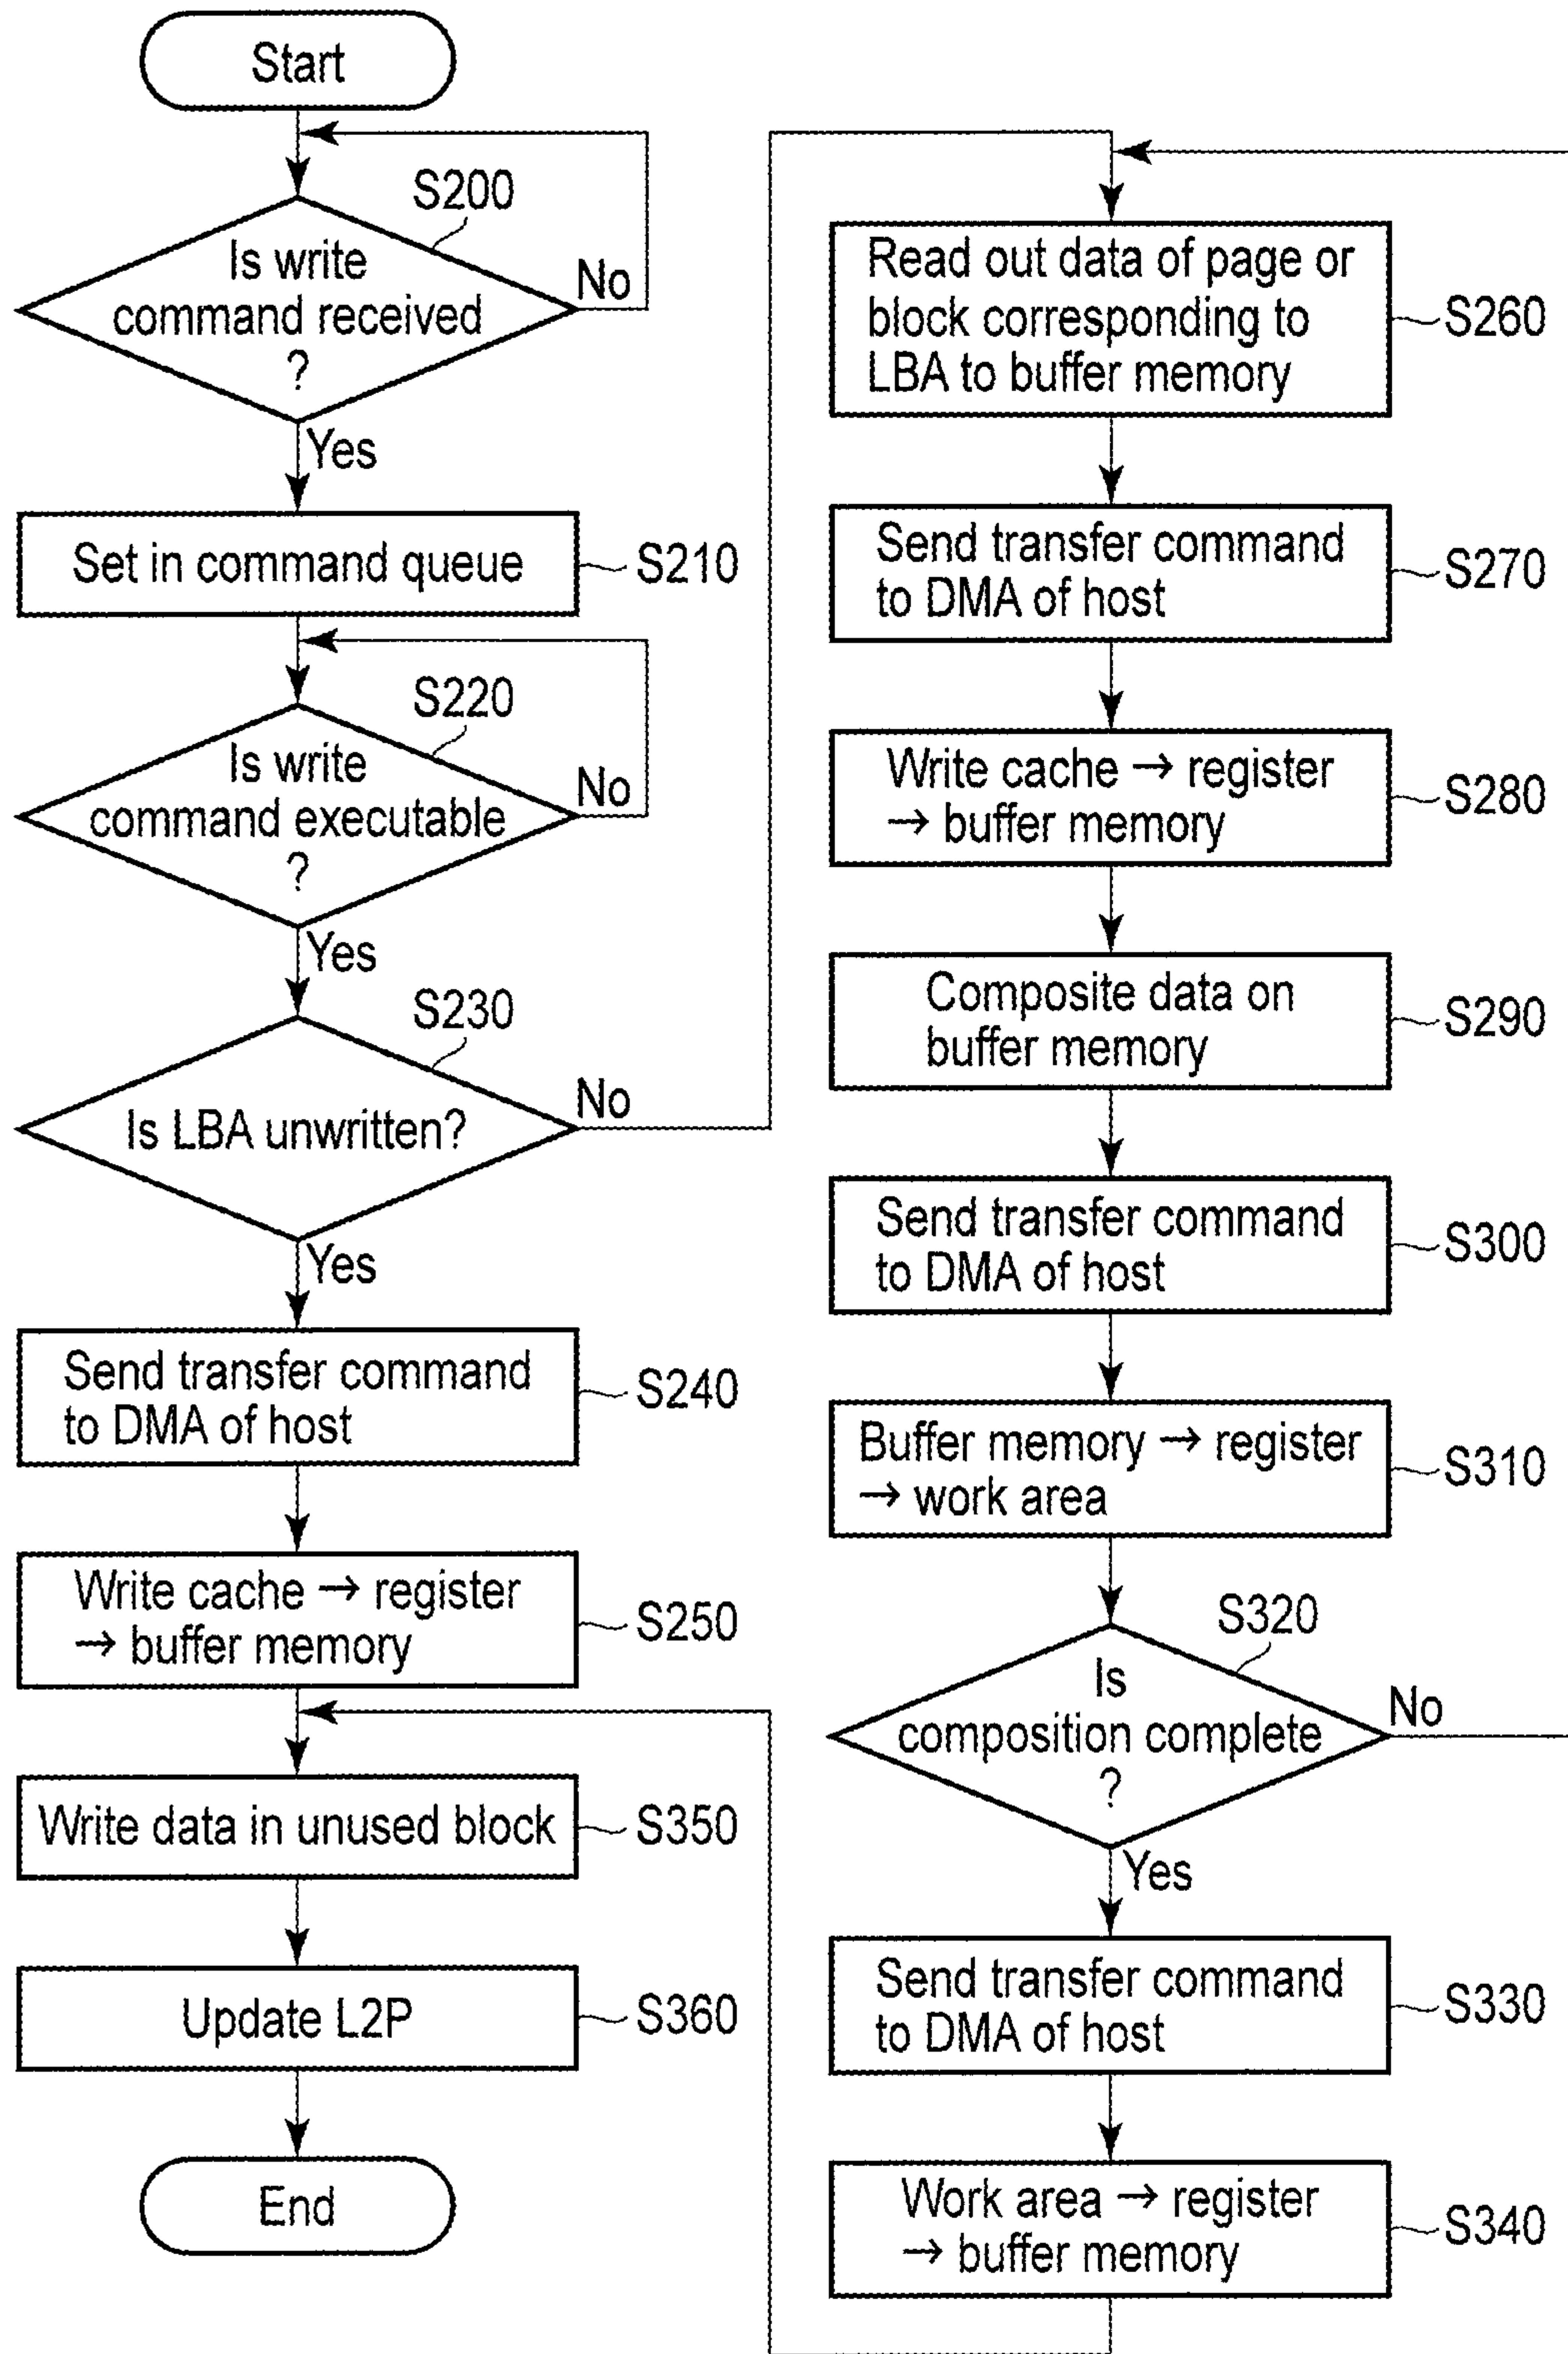 Start
S200
Is write
command received
?
No
Yes
Set in command queue
S210
S220
Is write
command executable
?
No
Yes
S230
Is LBA unwritten?
No
Yes
Send transfer command
to DMA of host
S240
Write cache → register
→ buffer memory
S250
Write data in unused block
S350
Update L2P
S360
End
Read out data of page or
block corresponding to
LBA to buffer memory
S260
Send transfer command
to DMA of host
S270
Write cache → register
→ buffer memory
S280
Composite data on
buffer memory
S290
Send transfer command
to DMA of host
S300
Buffer memory → register
→ work area
S310
S320
Is
composition complete
?
No
Yes
Send transfer command
to DMA of host
S330
Work area → register
→ buffer memory
S340